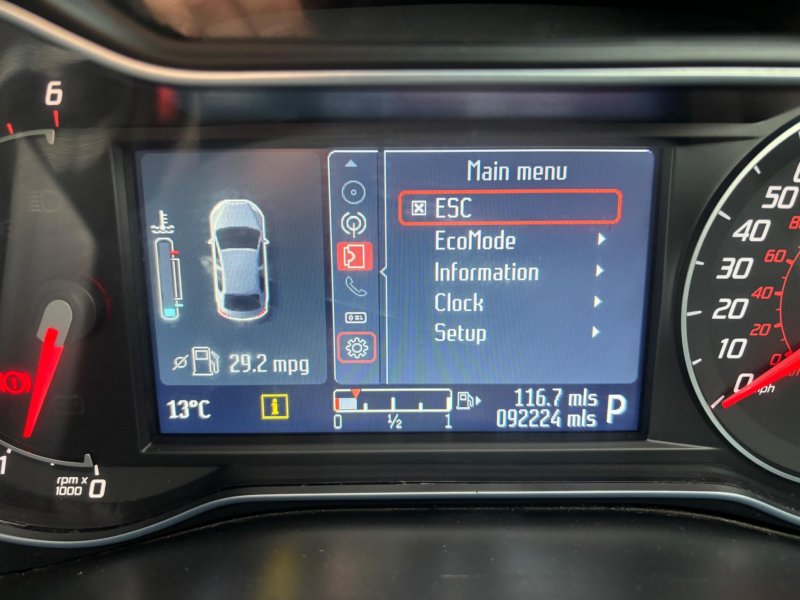 6
Main menu
ESC
EcoMode
Information
Clock
Setup
29.2 mpg
13°C
i
0 ½ 1
116.7 mls
092224 mls
P
1
rpm x
1000 0
50
40
30
20
10
0
mph
60
40
20